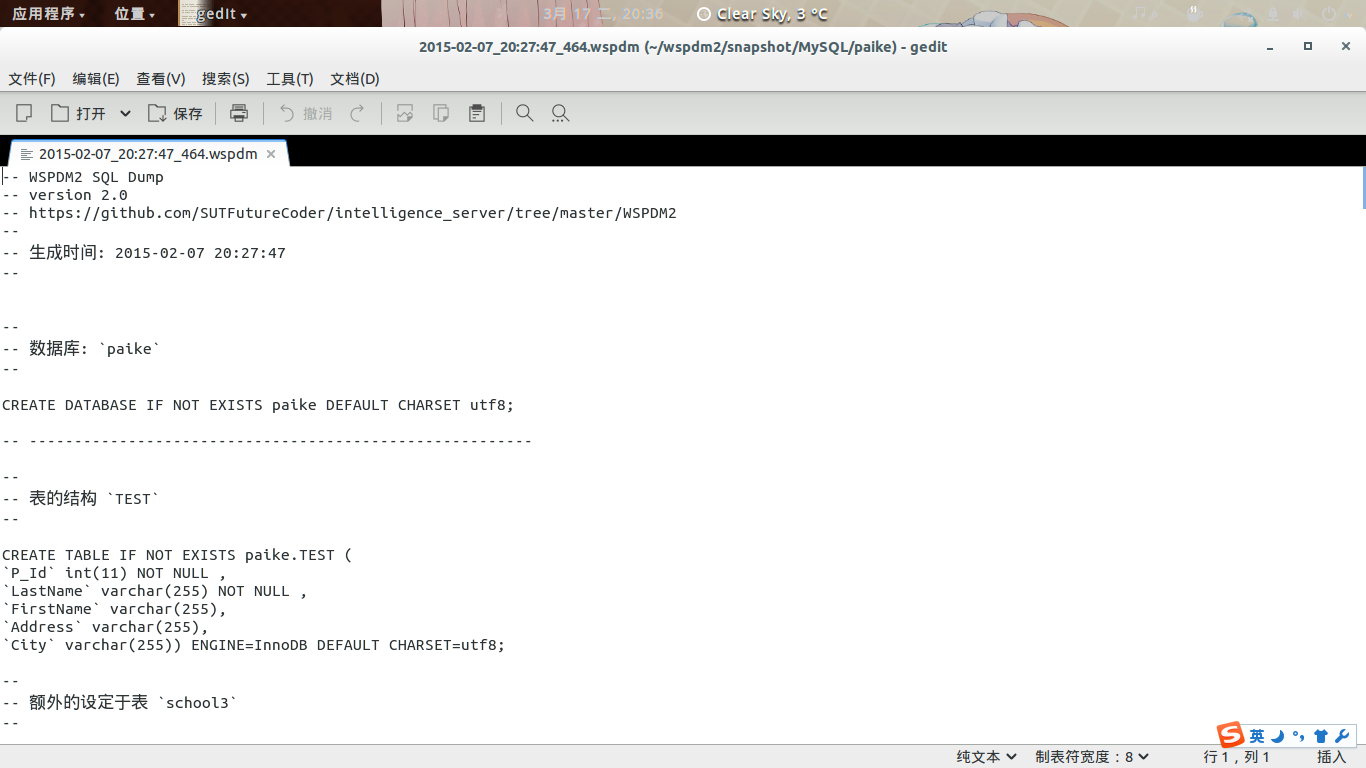 应用程序 位置 gedit 3月 17 二, 20:36 Clear Sky, 3 °C
2015-02-07_20:27:47_464.wspdm (~/wspdm2/snapshot/MySQL/paike) - gedit
文件(F) 编辑(E) 查看(V) 搜索(S) 工具(T) 文档(D)
打开 保存 撤消
2015-02-07_20:27:47_464.wspdm
-- WSPDM2 SQL Dump
-- version 2.0
-- https://github.com/SUTFutureCoder/intelligence_server/tree/master/WSPDM2
--
-- 生成时间: 2015-02-07 20:27:47
--
--
-- 数据库: `paike`
--
CREATE DATABASE IF NOT EXISTS paike DEFAULT CHARSET utf8;
-- --------------------------------------------------------
--
-- 表的结构 `TEST`
--
CREATE TABLE IF NOT EXISTS paike.TEST (
`P_Id` int(11) NOT NULL ,
`LastName` varchar(255) NOT NULL ,
`FirstName` varchar(255),
`Address` varchar(255),
`City` varchar(255)) ENGINE=InnoDB DEFAULT CHARSET=utf8;
--
-- 额外的设定于表 `school3`
--
英
纯文本 制表符宽度：8 行 1，列 1 插入